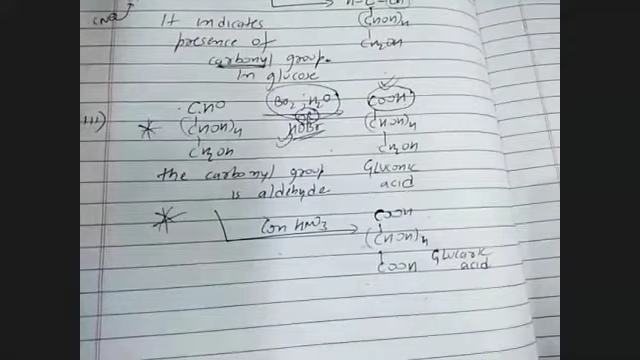 It indicates
(CHOH)4
presence of
CH2OH
carbonyl group.
in glucose
III)
CHO
Br2, H2O
COOH
(CHOH)4
HOBr
(CHOH)4
CH2OH
CH2OH
the carbonyl group
is aldehyde
Gluconic
acid
Con HNO3
COOH
(CHOH)4
COOH
Glucaric
acid